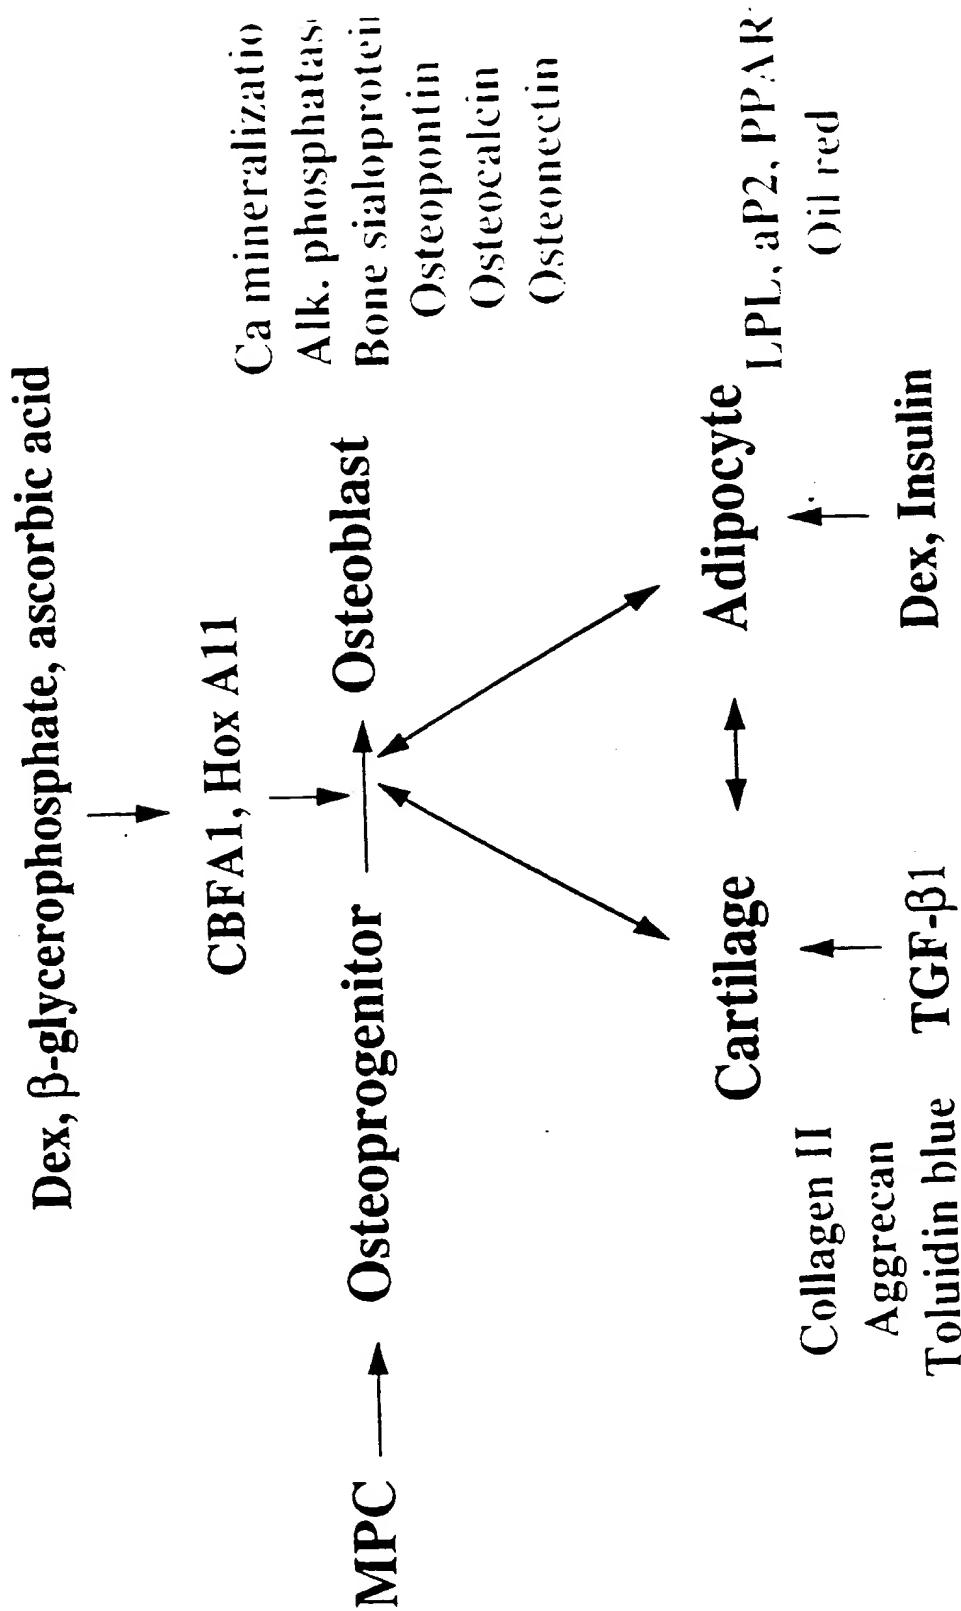 Dex, β-glycerophosphate, ascorbic acid
CBFA1, Hox A11
MPC
Osteoprogenitor
Osteoblast
Ca mineralizatio
Alk. phosphatas
Bone sialoprotein
Osteopontin
Osteocalcin
Osteonectin
Cartilage
Adipocyte
LPL, aP2, PPAR
Oil red
Collagen II
Aggrecan
Toluidin blue
TGF-β1
Dex, Insulin